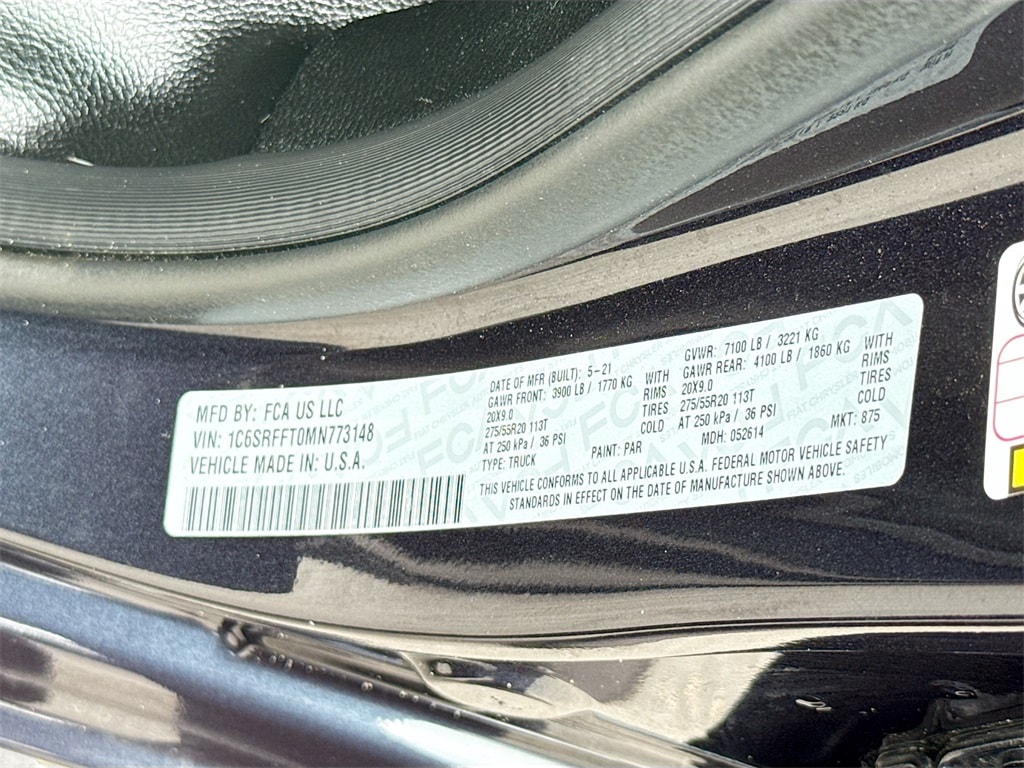 MFD BY: FCA US LLC
VIN: 1C6SRFFT0MN773148
VEHICLE MADE IN: U.S.A.
DATE OF MFR (BUILT): 5-21
GAWR FRONT: 3900 LB / 1770 KG WITH
20X9.0 RIMS
275/55R20 113T TIRES
AT 250 kPa / 36 PSI COLD
TYPE: TRUCK PAINT: PAR
GVWR: 7100 LB / 3221 KG
GAWR REAR: 4100 LB / 1860 KG WITH
20X9.0 RIMS
275/55R20 113T TIRES
AT 250 kPa / 36 PSI COLD
MDH: 052614 MKT: 875
THIS VEHICLE CONFORMS TO ALL APPLICABLE U.S.A. FEDERAL MOTOR VEHICLE SAFETY
STANDARDS IN EFFECT ON THE DATE OF MANUFACTURE SHOWN ABOVE.